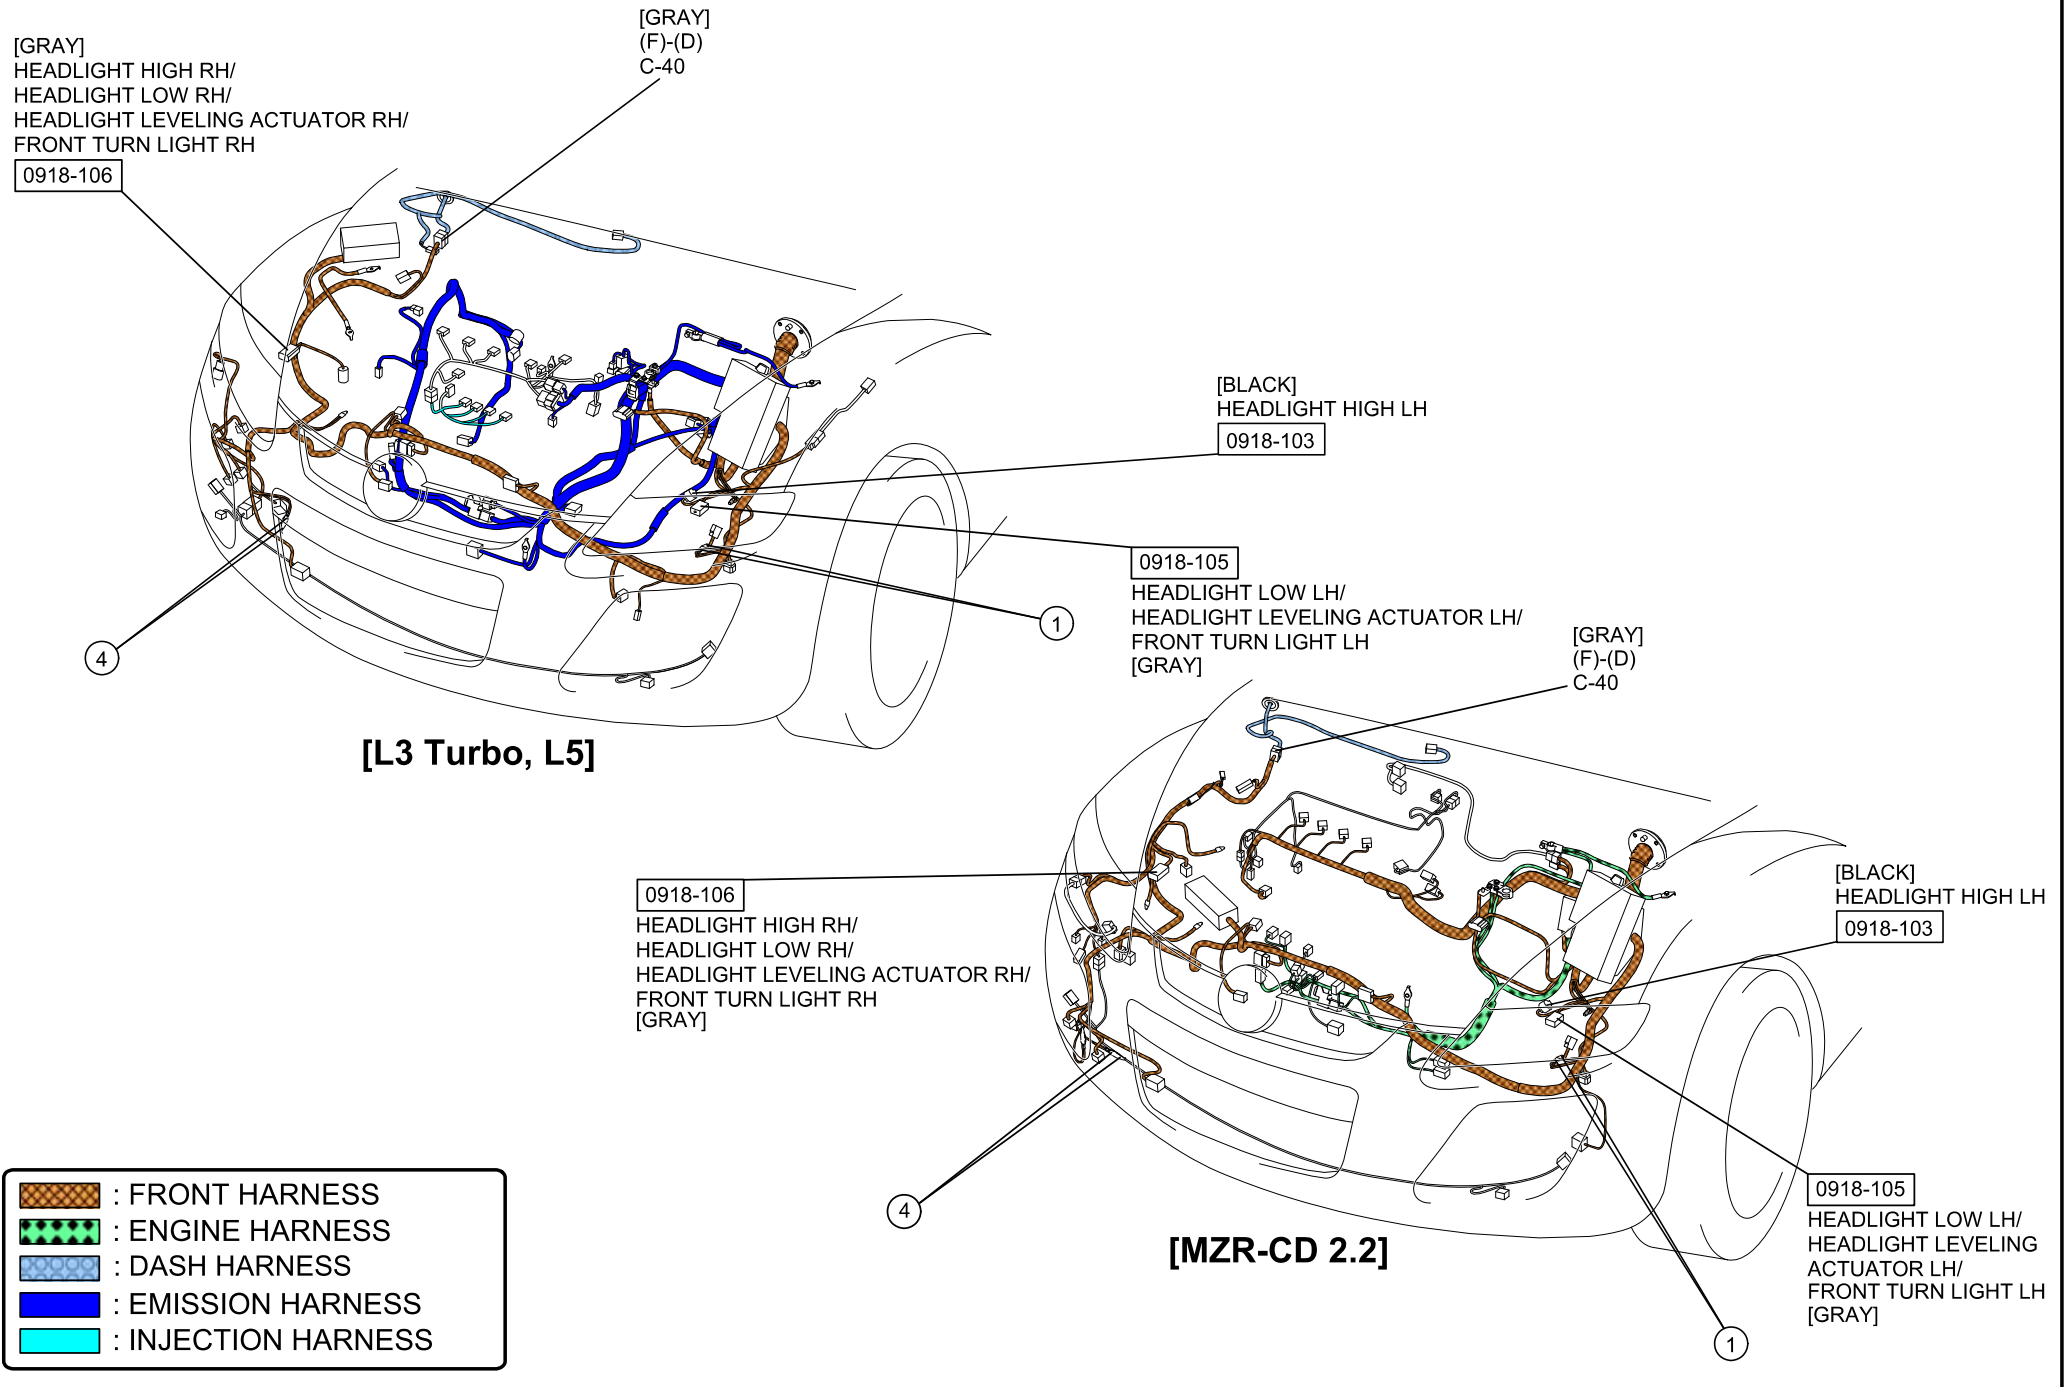 [GRAY]
(F)-(D)
C-40
[GRAY]
HEADLIGHT HIGH RH/
HEADLIGHT LOW RH/
HEADLIGHT LEVELING ACTUATOR RH/
FRONT TURN LIGHT RH
0918-106
[BLACK]
HEADLIGHT HIGH LH
0918-103
0918-105
HEADLIGHT LOW LH/
HEADLIGHT LEVELING ACTUATOR LH/
FRONT TURN LIGHT LH
[GRAY]
1
4
[L3 Turbo, L5]
[GRAY]
(F)-(D)
C-40
0918-106
HEADLIGHT HIGH RH/
HEADLIGHT LOW RH/
HEADLIGHT LEVELING ACTUATOR RH/
FRONT TURN LIGHT RH
[GRAY]
[BLACK]
HEADLIGHT HIGH LH
0918-103
0918-105
HEADLIGHT LOW LH/
HEADLIGHT LEVELING
ACTUATOR LH/
FRONT TURN LIGHT LH
[GRAY]
4
1
[MZR-CD 2.2]
: FRONT HARNESS
: ENGINE HARNESS
: DASH HARNESS
: EMISSION HARNESS
: INJECTION HARNESS